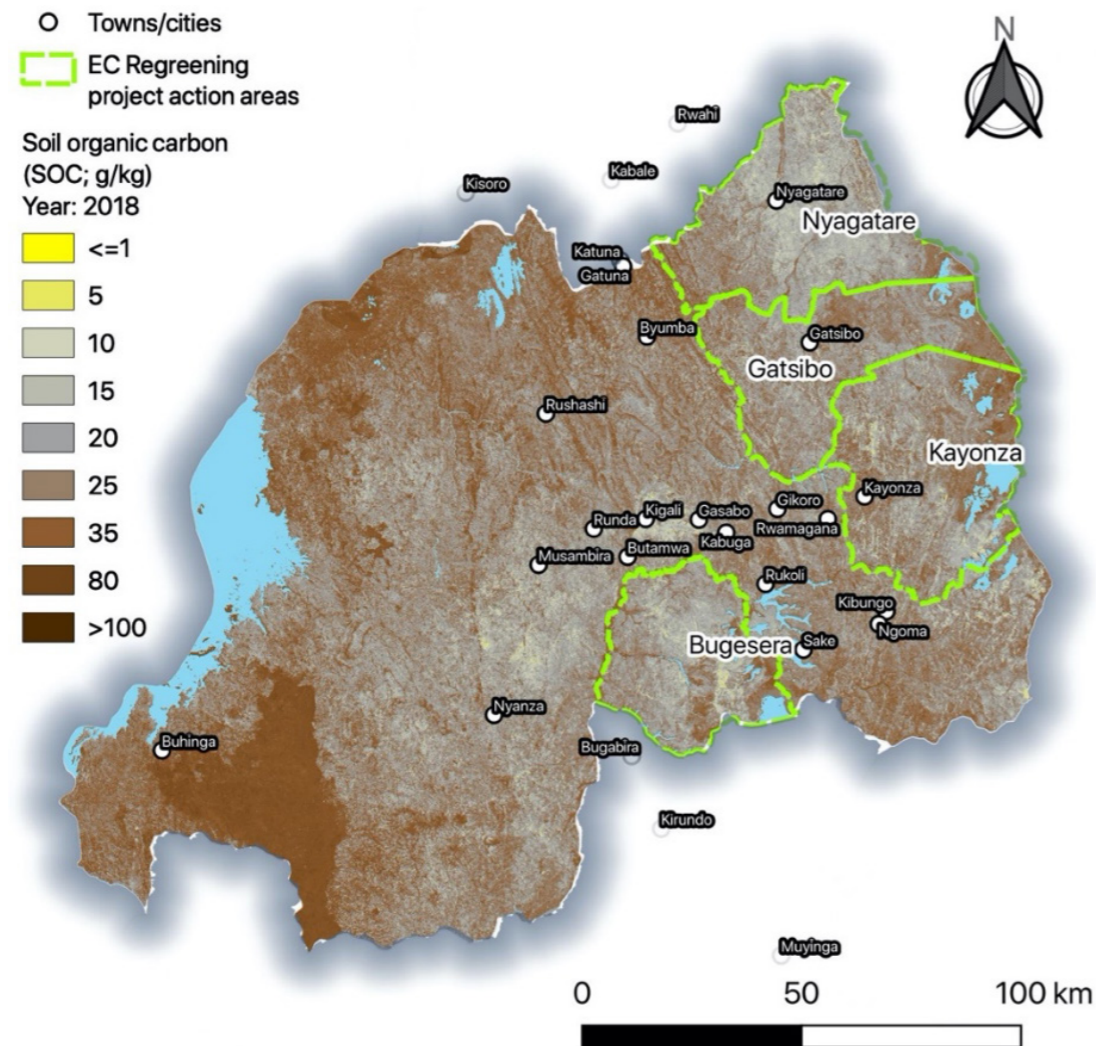 Towns/cities
EC Regreening
project action areas
Soil organic carbon
(SOC; g/kg)
Year: 2018
<=1
5
10
15
20
25
35
80
>100
N
Rwahi
Kabale
Kisoro
Nyagatare
Nyagatare
Katuna
Gatuna
Byumba
Gatsibo
Gatsibo
Rushashi
Kayonza
Kayonza
Gikoro
Kigali
Gasabo
Runda
Rwamagana
Kabuga
Butamwa
Musambira
Rukoli
Kibungo
Ngoma
Bugesera
Sake
Nyanza
Buhinga
Bugabira
Kirundo
Muyinga
0 50 100 km